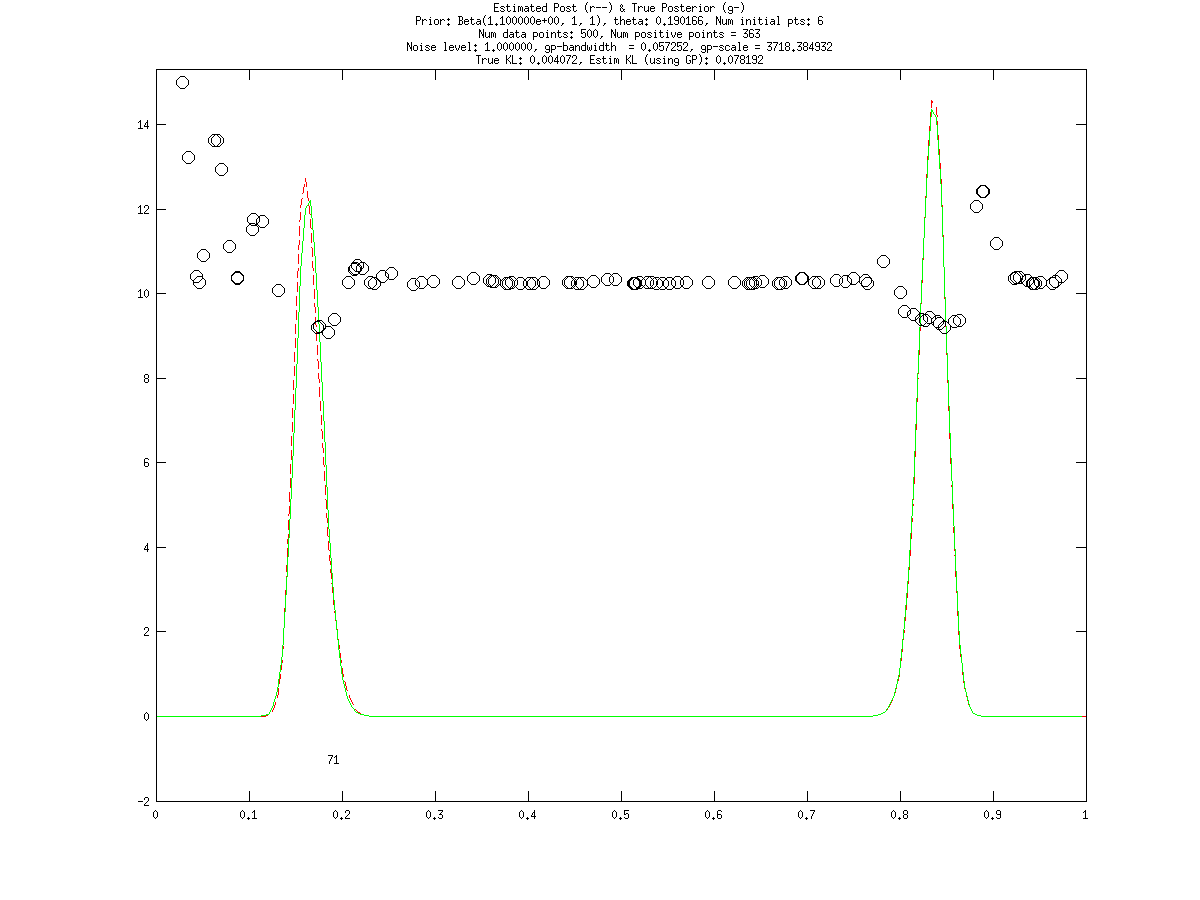 Estimated Post (r--) & True Posterior (g-)
Prior: Beta(1.100000e+00, 1, 1), theta: 0.190166, Num initial pts: 6
Num data points: 500, Num positive points = 363
Noise level: 1.000000, gp-bandwidth  = 0.057252, gp-scale = 3718.384932
True KL: 0.004072, Estim KL (using GP): 0.078192
14
12
10
8
6
4
2
0
71
-2
0 0.1 0.2 0.3 0.4 0.5 0.6 0.7 0.8 0.9 1